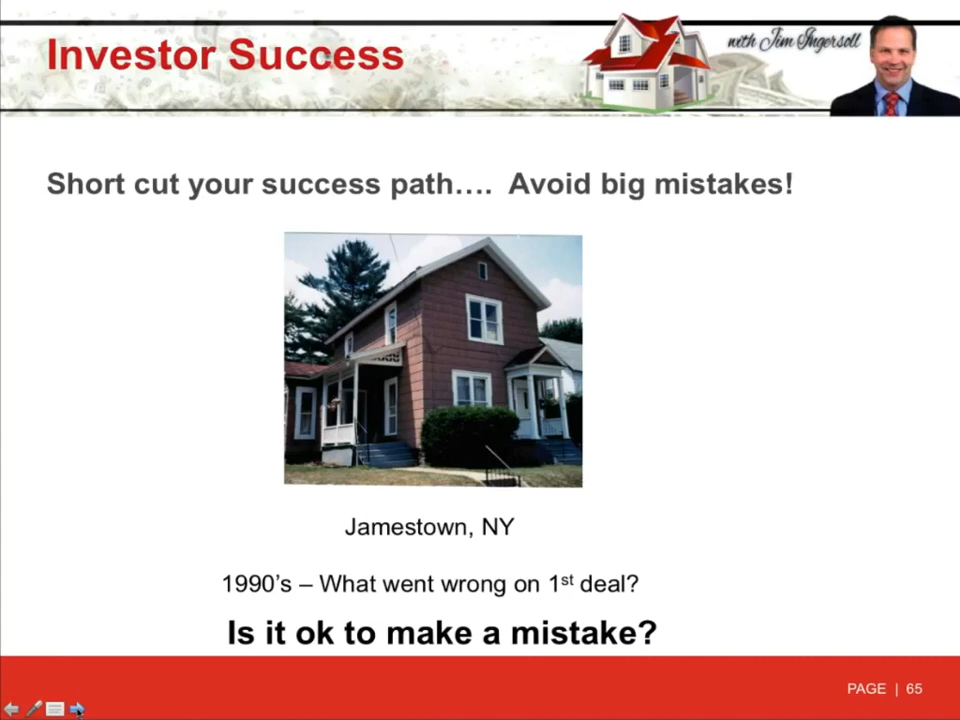 Investor Success
with Jim Ingersoll
Short cut your success path…. Avoid big mistakes!
Jamestown, NY
1990's – What went wrong on 1st deal?
Is it ok to make a mistake?
PAGE | 65